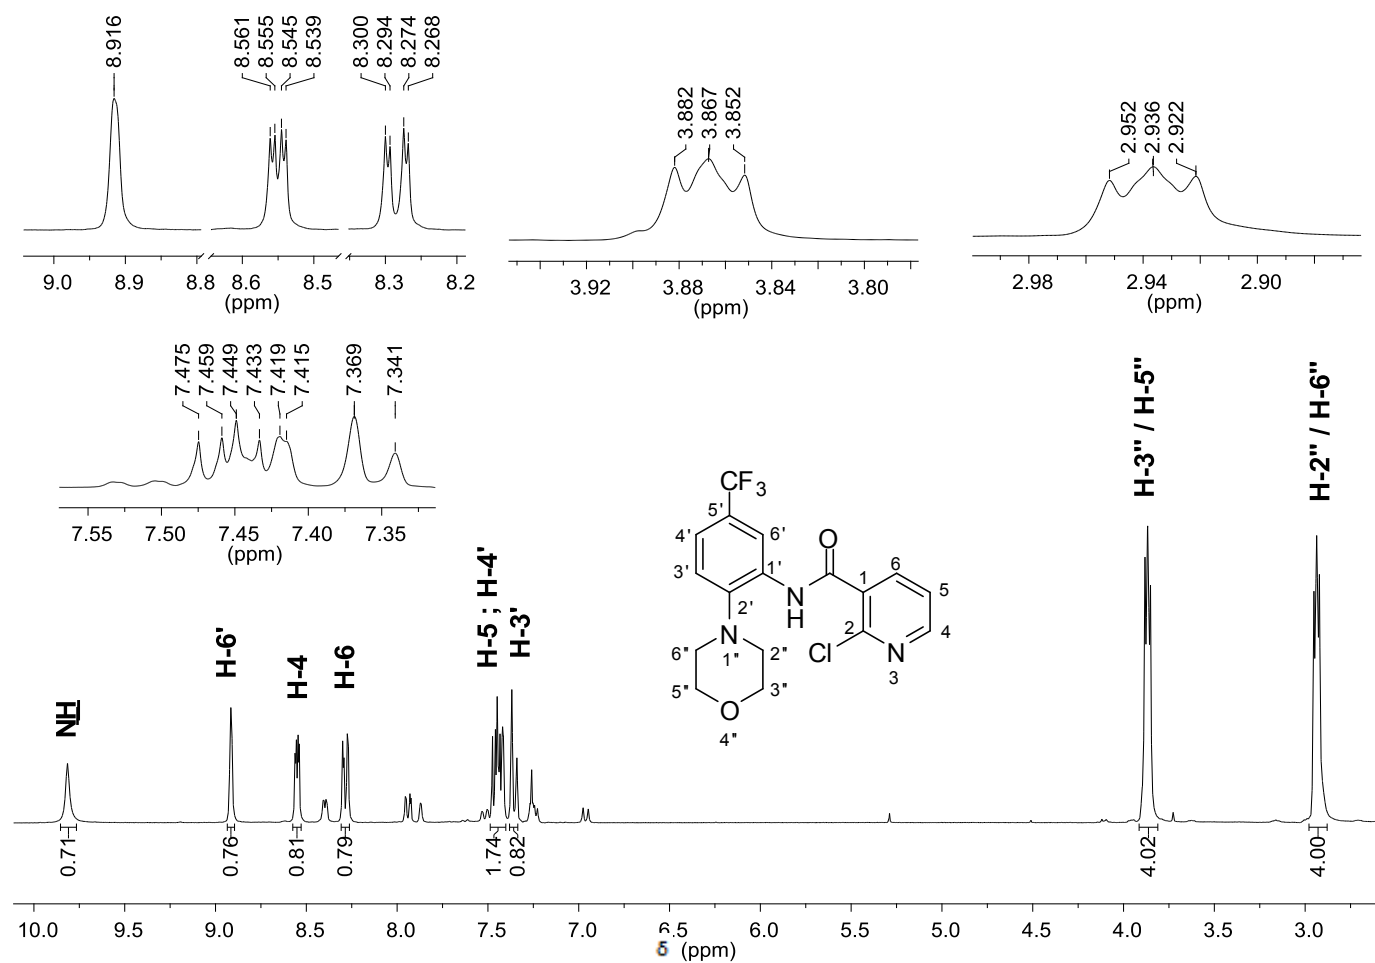 8.916
8.561
8.555
8.545
8.539
8.300
8.294
8.274
8.268
9.0 8.9 8.8 8.6 8.5 8.3 8.2
(ppm) (ppm)
3.882
3.867
3.852
3.92 3.88 3.84 3.80
(ppm)
2.952
2.936
2.922
2.98 2.94 2.90
(ppm)
7.475
7.459
7.449
7.433
7.419
7.415
7.369
7.341
7.55 7.50 7.45 7.40 7.35
(ppm)
CF3
5'
4' 6'
3' 1'
2'
O
N
H
1 6
5
2 4
Cl N
3
N
6" 1" 2"
5" 3"
O
4"
NH
H-6'
H-4
H-6
H-5 ; H-4'
H-3'
H-3" / H-5"
H-2" / H-6"
0.71
0.76
0.81
0.79
1.74
0.82
4.02
4.00
10.0 9.5 9.0 8.5 8.0 7.5 7.0 6.5 6.0 5.5 5.0 4.5 4.0 3.5 3.0
δ (ppm)